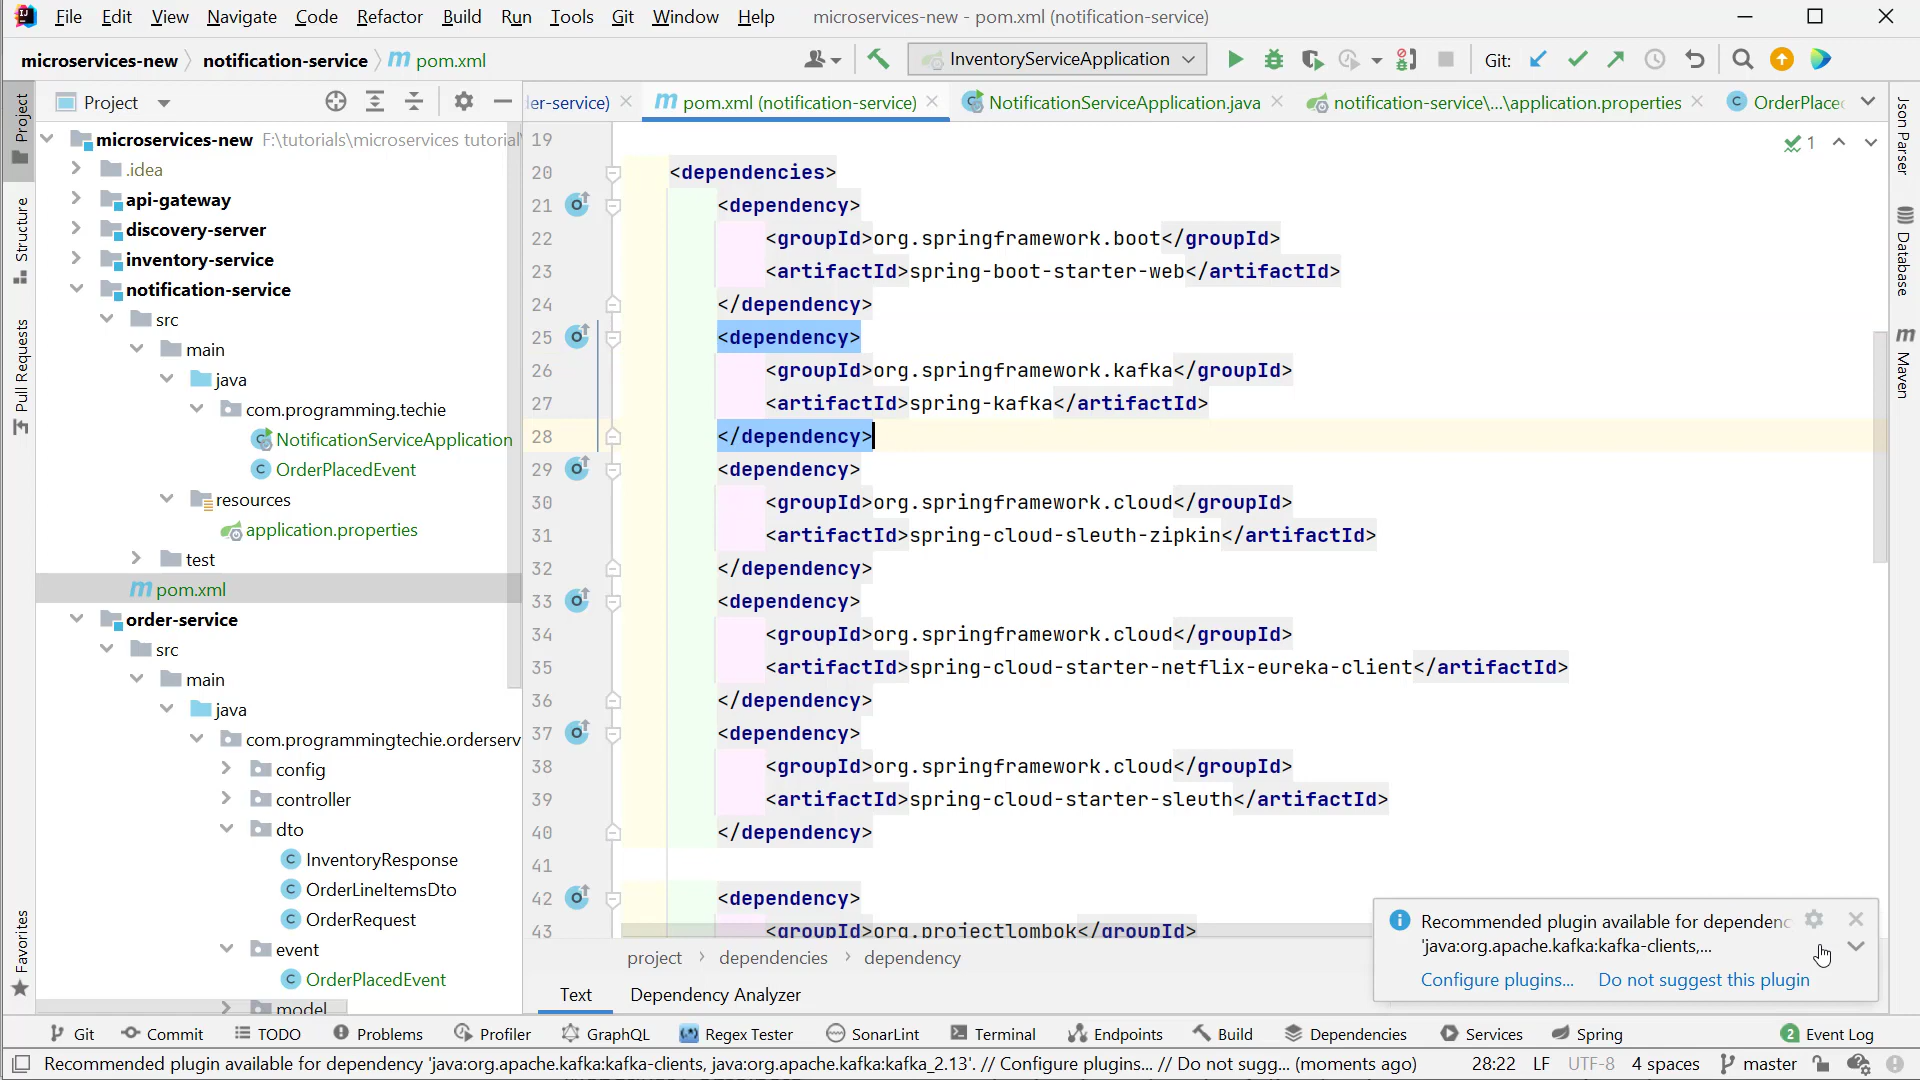 File Edit View Navigate Code Refactor Build Run Tools Git Window Help microservices-new - pom.xml (notification-service)
microservices-new notification-service pom.xml InventoryServiceApplication Git:
Project
der-service) pom.xml (notification-service) NotificationServiceApplication.java notification-service\...\application.properties OrderPlace
microservices-new F:\tutorials\microservices tutorial
.idea
api-gateway
discovery-server
inventory-service
notification-service
src
main
java
com.programming.techie
NotificationServiceApplication
OrderPlacedEvent
resources
application.properties
test
pom.xml
order-service
src
main
java
com.programmingtechie.orderserv
config
controller
dto
InventoryResponse
OrderLineItemsDto
OrderRequest
event
OrderPlacedEvent
model
Project
Structure
Pull Requests
Favorites
19
20 <dependencies>
21 <dependency>
22 <groupId>org.springframework.boot</groupId>
23 <artifactId>spring-boot-starter-web</artifactId>
24 </dependency>
25 <dependency>
26 <groupId>org.springframework.kafka</groupId>
27 <artifactId>spring-kafka</artifactId>
28 </dependency>
29 <dependency>
30 <groupId>org.springframework.cloud</groupId>
31 <artifactId>spring-cloud-sleuth-zipkin</artifactId>
32 </dependency>
33 <dependency>
34 <groupId>org.springframework.cloud</groupId>
35 <artifactId>spring-cloud-starter-netflix-eureka-client</artifactId>
36 </dependency>
37 <dependency>
38 <groupId>org.springframework.cloud</groupId>
39 <artifactId>spring-cloud-starter-sleuth</artifactId>
40 </dependency>
41
42 <dependency>
43 <groupId>org.projectlombok</groupId>
1
Json Parser
Database
Maven
Recommended plugin available for dependenc
'java:org.apache.kafka:kafka-clients,...
Configure plugins... Do not suggest this plugin
project dependencies dependency
Text Dependency Analyzer
Git Commit TODO Problems Profiler GraphQL Regex Tester SonarLint Terminal Endpoints Build Dependencies Services Spring 2 Event Log
Recommended plugin available for dependency 'java:org.apache.kafka:kafka-clients, java:org.apache.kafka:kafka_2.13'. // Configure plugins... // Do not sugg... (moments ago) 28:22 LF UTF-8 4 spaces master